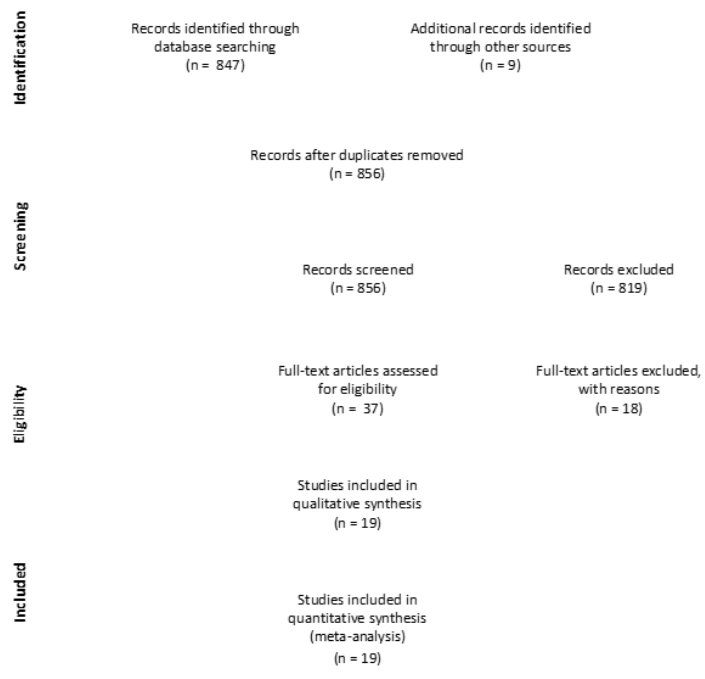 Identification
Records identified through
database searching
(n = 847)
Additional records identified
through other sources
(n = 9)
Records after duplicates removed
(n = 856)
Screening
Records screened
(n = 856)
Records excluded
(n = 819)
Eligibility
Full-text articles assessed
for eligibility
(n = 37)
Full-text articles excluded,
with reasons
(n = 18)
Studies included in
qualitative synthesis
(n = 19)
Included
Studies included in
quantitative synthesis
(meta-analysis)
(n = 19)